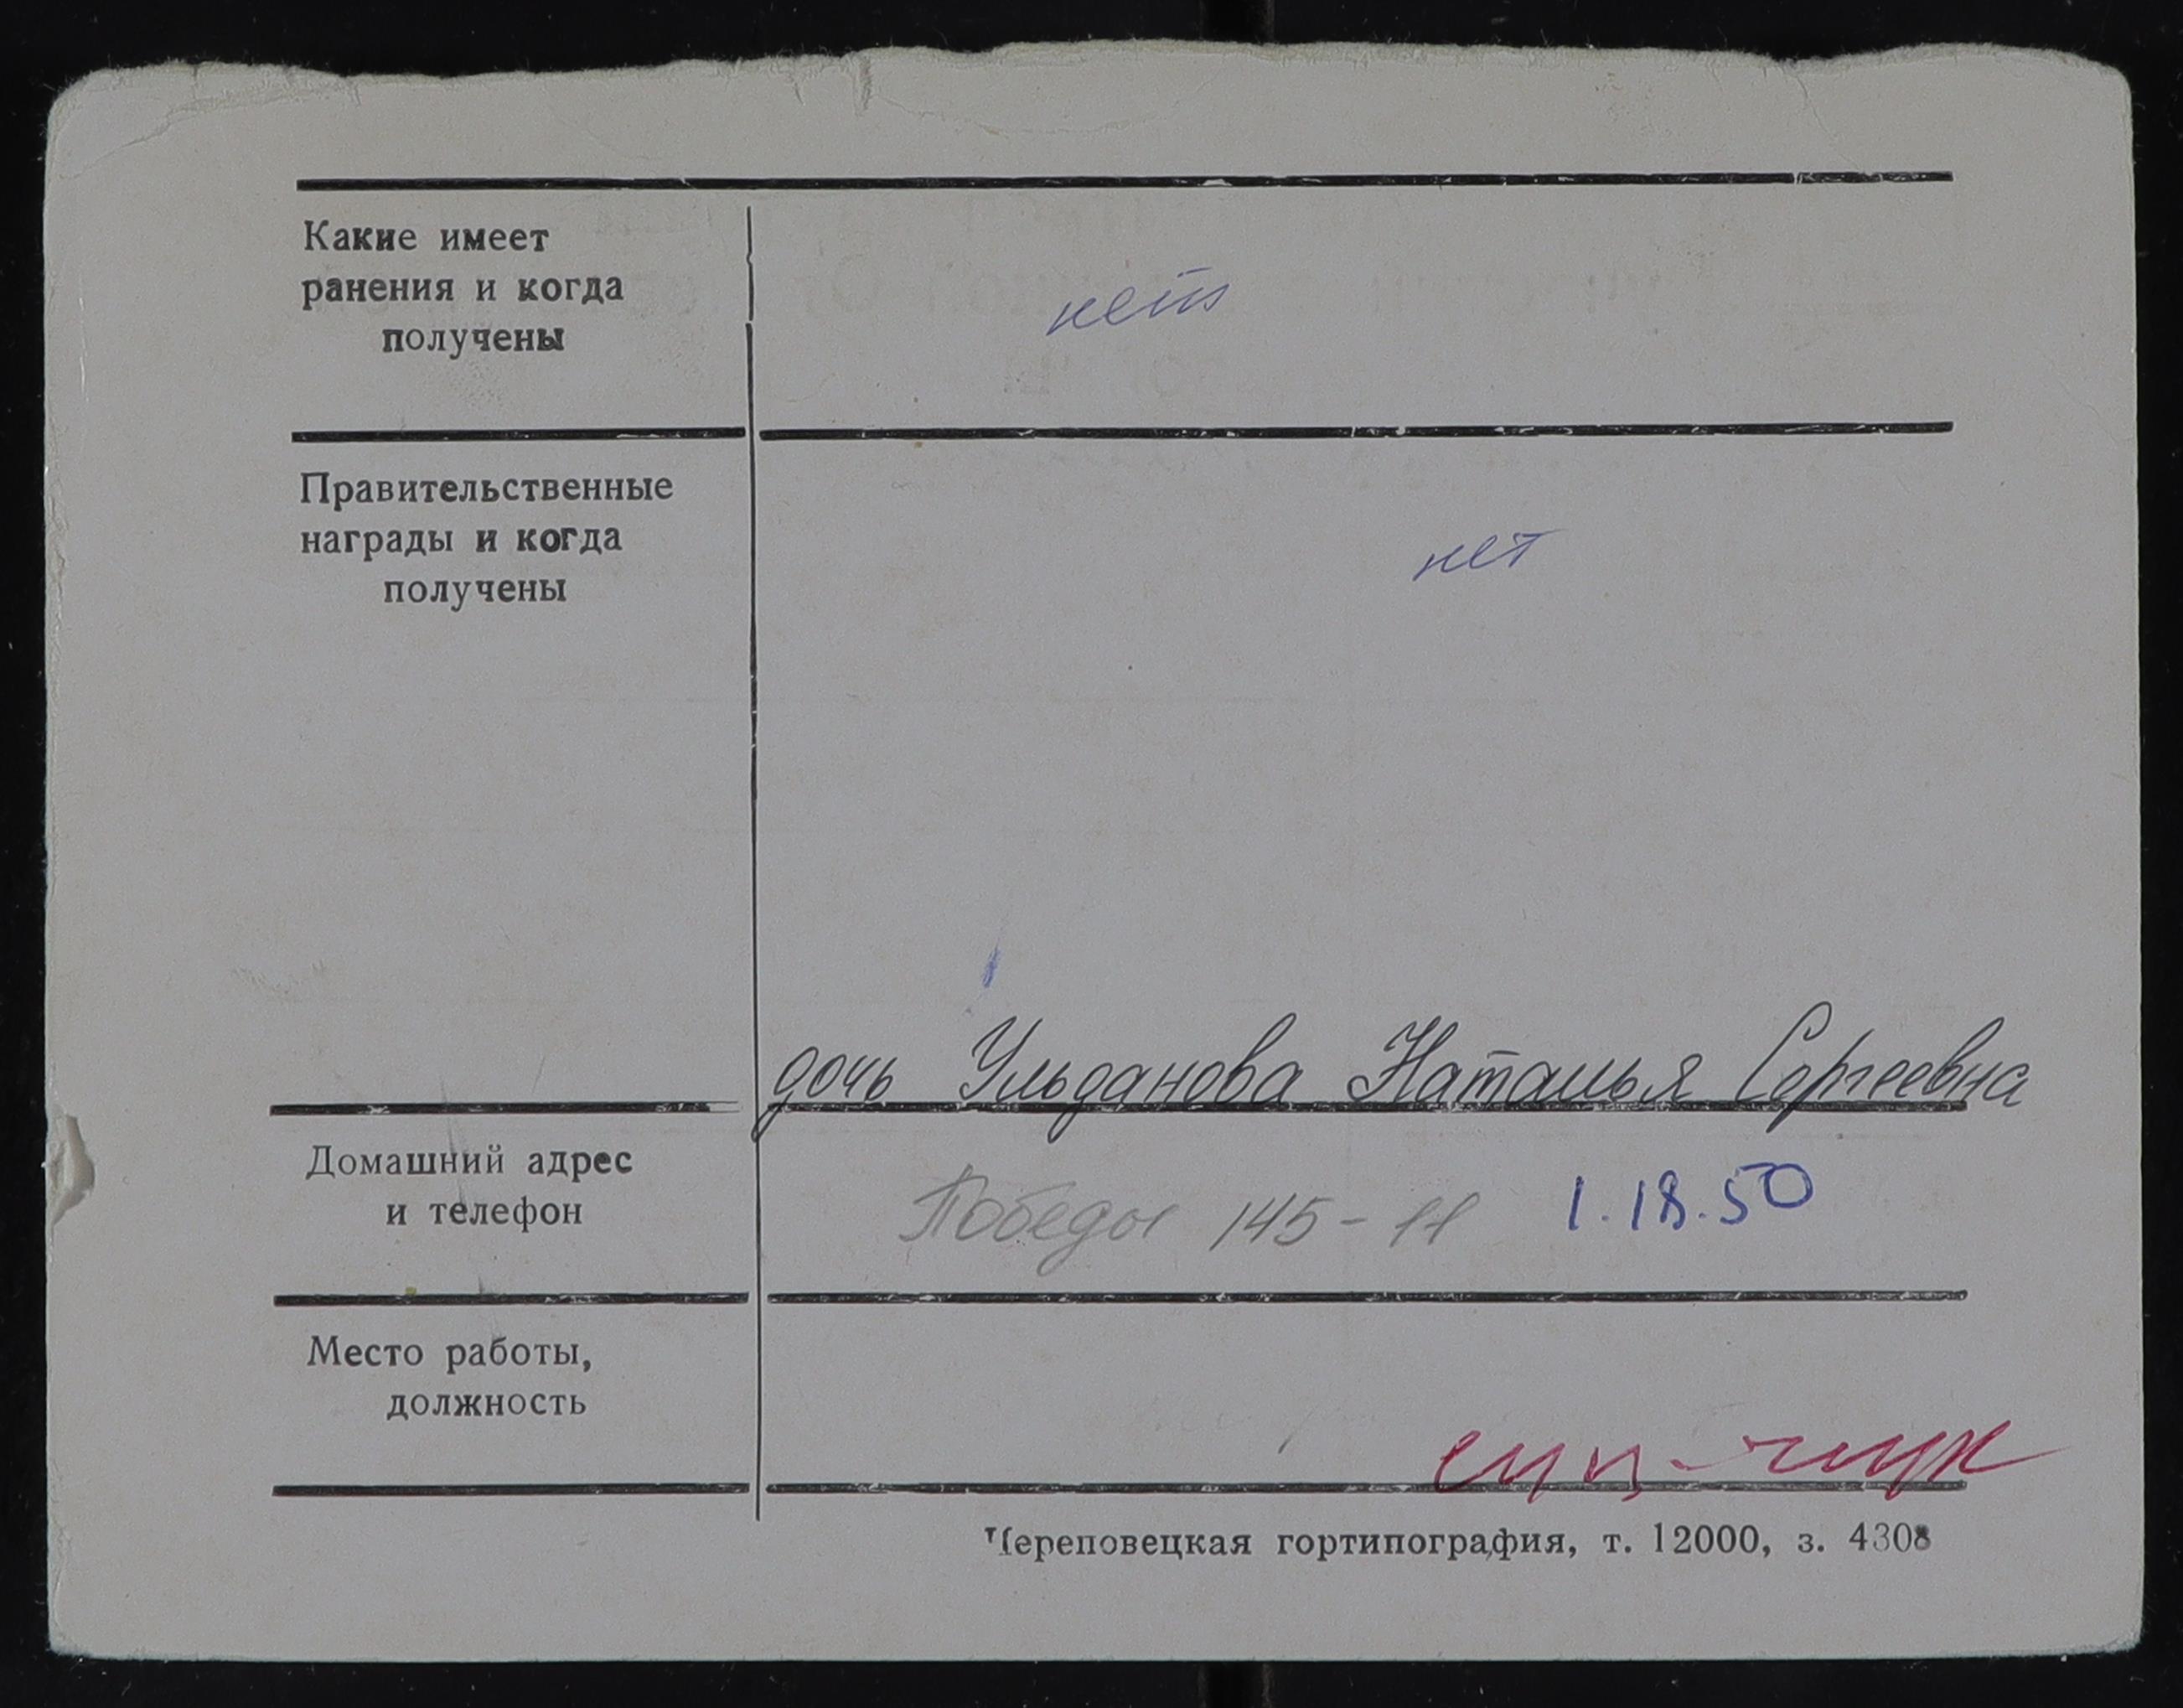 Какие имеет
ранения и когда
получены
нет
Правительственные
награды и когда
получены
нет
дочь Ульданова Наталья Сергеевна
Домашний адрес
и телефон
Победы 145-11 1.18.50
Место работы,
должность
Череповецкая гортипография, т. 12000, з. 4308